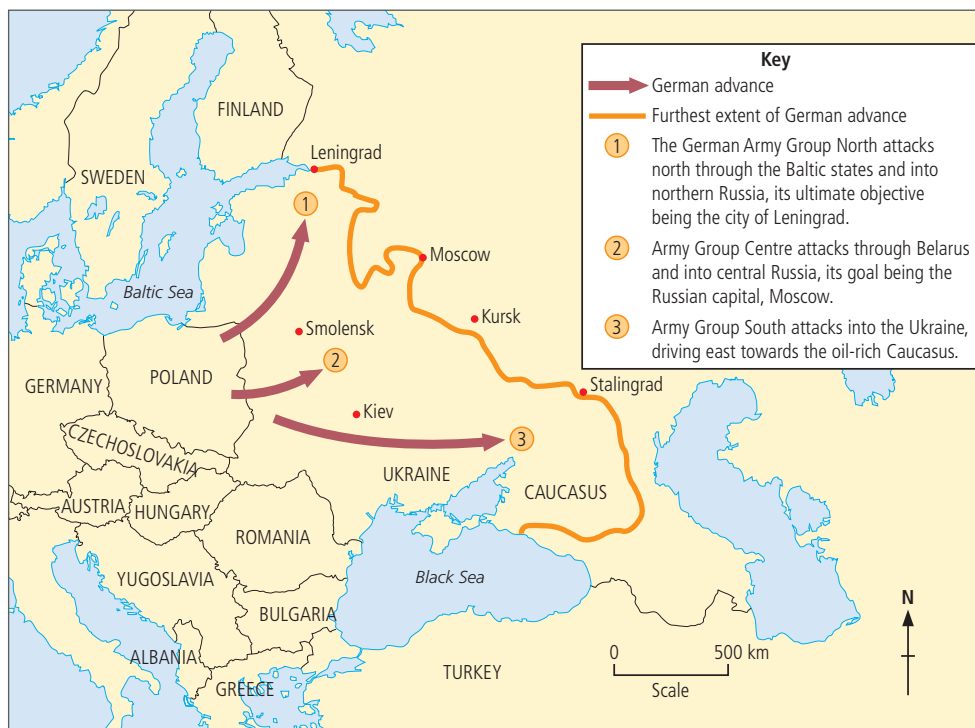 FINLAND
SWEDEN
Leningrad
1
Moscow
Baltic Sea
Kursk
Smolensk
2
POLAND
GERMANY
Stalingrad
Kiev
3
CZECHOSLOVAKIA
UKRAINE
CAUCASUS
AUSTRIA
HUNGARY
ROMANIA
YUGOSLAVIA
Black Sea
BULGARIA
ALBANIA
GREECE
TURKEY
Key
German advance
Furthest extent of German advance
1 The German Army Group North attacks
north through the Baltic states and into
northern Russia, its ultimate objective
being the city of Leningrad.
2 Army Group Centre attacks through Belarus
and into central Russia, its goal being the
Russian capital, Moscow.
3 Army Group South attacks into the Ukraine,
driving east towards the oil-rich Caucasus.
N
0 500 km
Scale